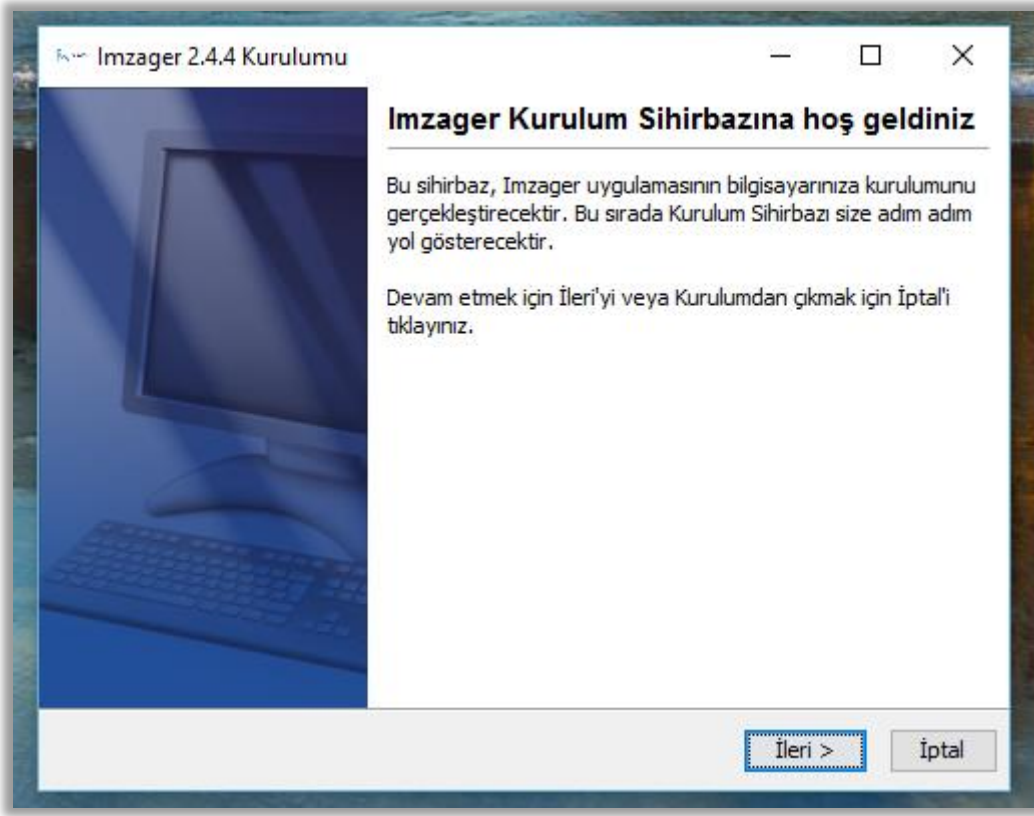 Imzager 2.4.4 Kurulumu
Imzager Kurulum Sihirbazına hoş geldiniz
Bu sihirbaz, Imzager uygulamasının bilgisayarınıza kurulumunu
gerçekleştirecektir. Bu sırada Kurulum Sihirbazı size adım adım
yol gösterecektir.
Devam etmek için İleri'yi veya Kurulumdan çıkmak için İptal'i
tıklayınız.
İleri >
İptal